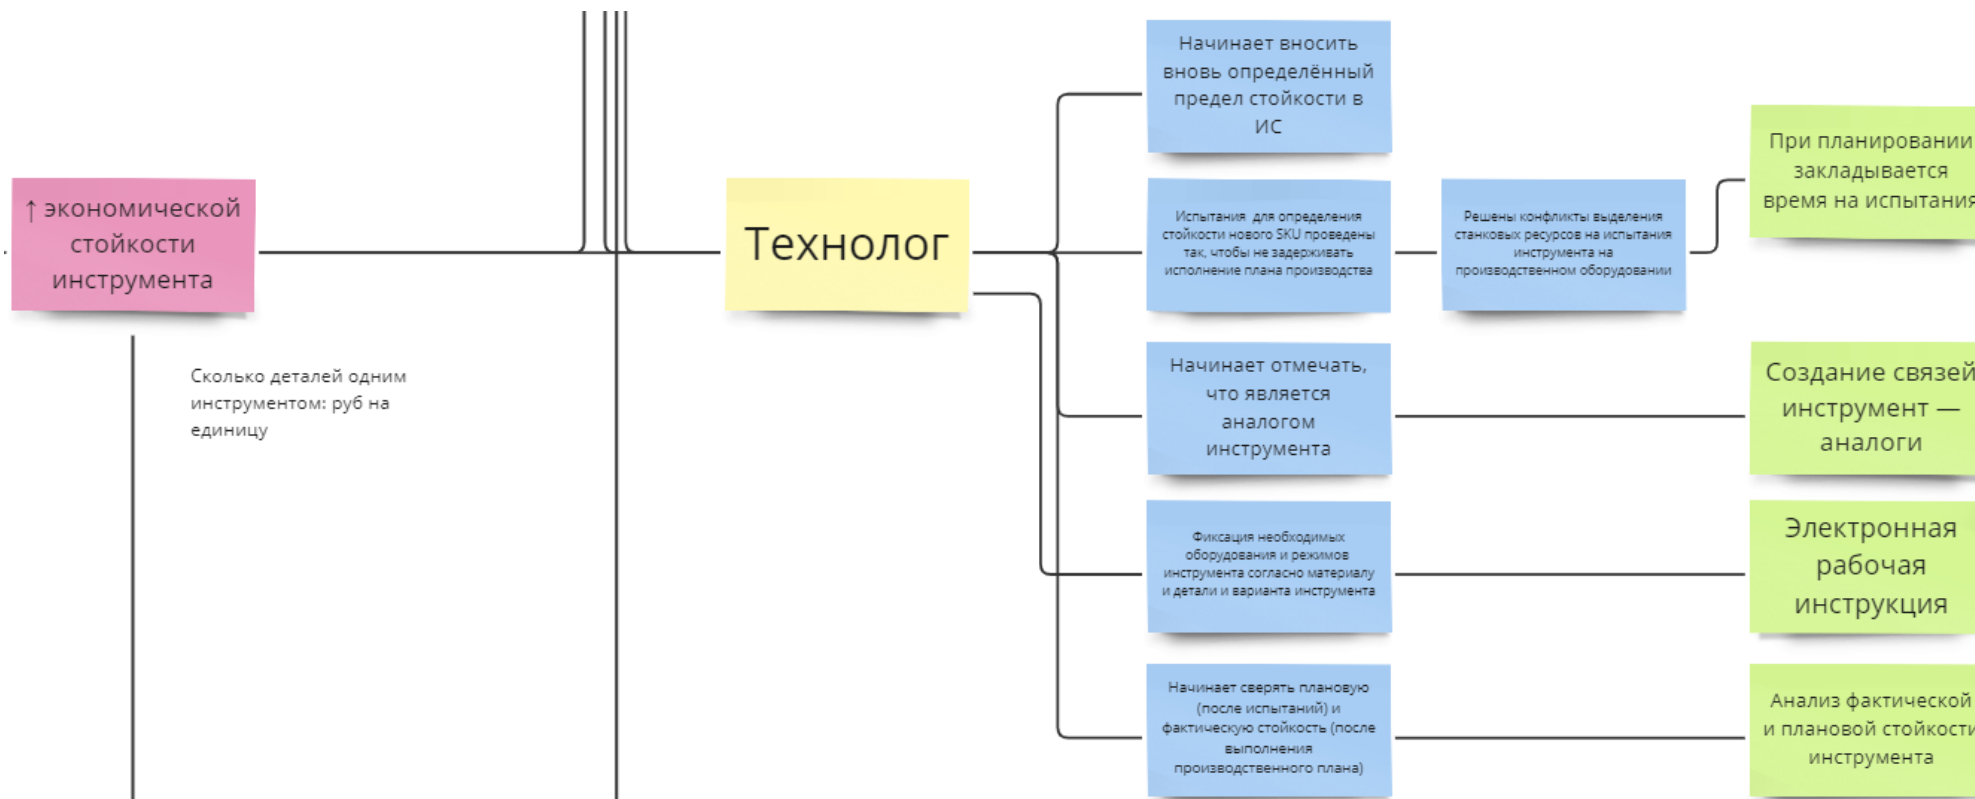 ↑ экономической
стойкости
инструмента
Сколько деталей одним
инструментом: руб на
единицу
Технолог
Начинает вносить
вновь определённый
предел стойкости в
ИС
Испытания для определения
стойкости нового SKU проведены
так, чтобы не задерживать
исполнение плана производства
Решены конфликты выделения
станковых ресурсов на испытания
инструмента на
производственном оборудовании
При планировании
закладывается
время на испытания
Начинает отмечать,
что является
аналогом
инструмента
Создание связей
инструмент —
аналоги
Фиксация необходимых
оборудования и режимов
инструмента согласно материалу
и детали и варианта инструмента
Электронная
рабочая
инструкция
Начинает сверять плановую
(после испытаний) и
фактическую стойкость (после
выполнения
производственного плана)
Анализ фактической
и плановой стойкости
инструмента